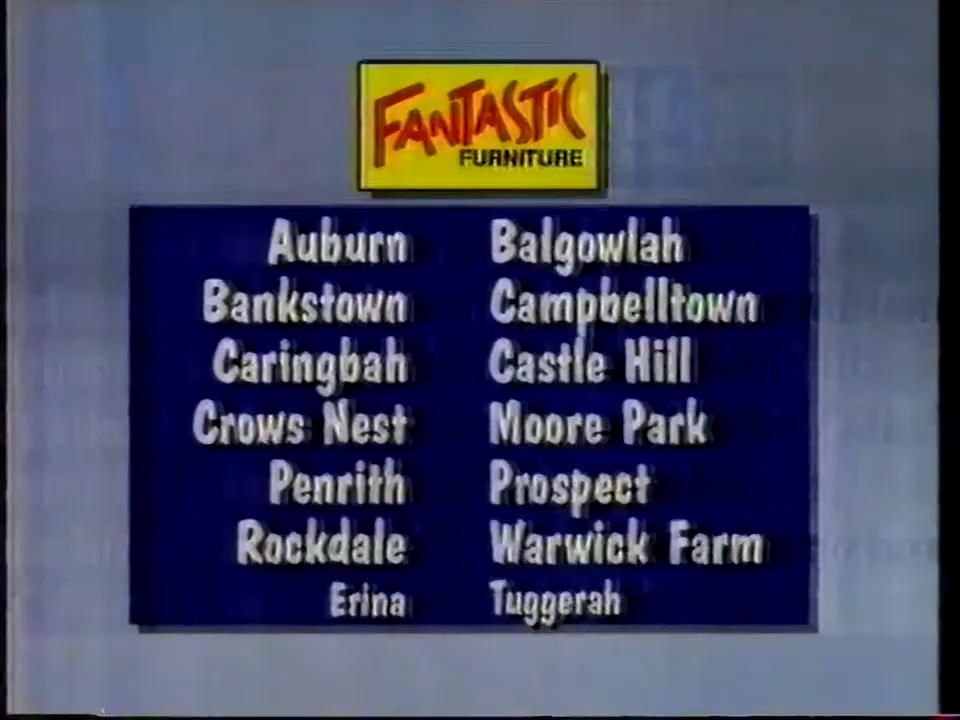 FANTASTIC
FURNITURE
Auburn Balgowlah
Bankstown Campbelltown
Caringbah Castle Hill
Crows Nest Moore Park
Penrith Prospect
Rockdale Warwick Farm
Erina Tuggerah